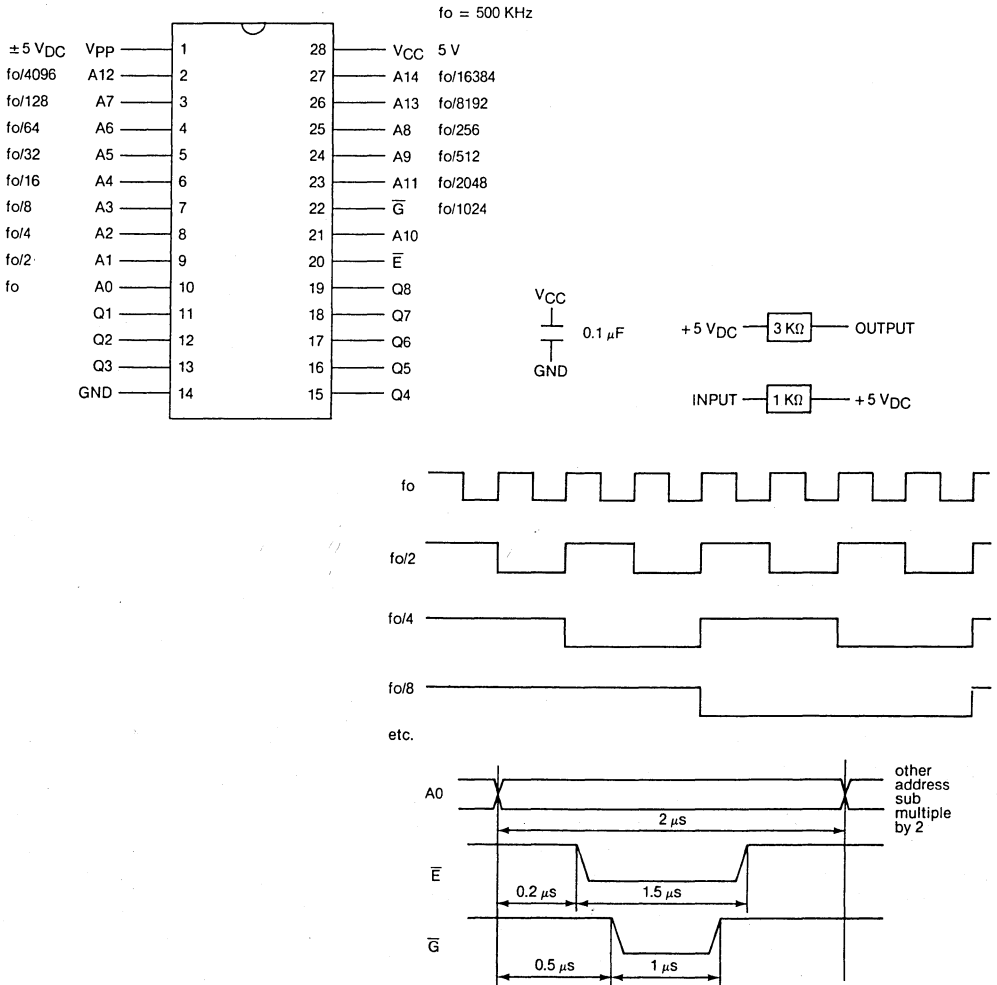 fo = 500 KHz
± 5 VDC VPP 1 28 VCC 5 V
fo/4096 A12 2 27 A14 fo/16384
fo/128 A7 3 26 A13 fo/8192
fo/64 A6 4 25 A8 fo/256
fo/32 A5 5 24 A9 fo/512
fo/16 A4 6 23 A11 fo/2048
fo/8 A3 7 22 G̅ fo/1024
fo/4 A2 8 21 A10
fo/2 A1 9 20 E̅
fo A0 10 19 Q8
Q1 11 18 Q7
Q2 12 17 Q6
Q3 13 16 Q5
GND 14 15 Q4
VCC
0.1 μF
GND
+5 VDC 3 KΩ OUTPUT
INPUT 1 KΩ +5 VDC
fo
fo/2
fo/4
fo/8
etc.
A0
2 μs
other
address
sub
multiple
by 2
E̅
0.2 μs 1.5 μs
G̅
0.5 μs 1 μs